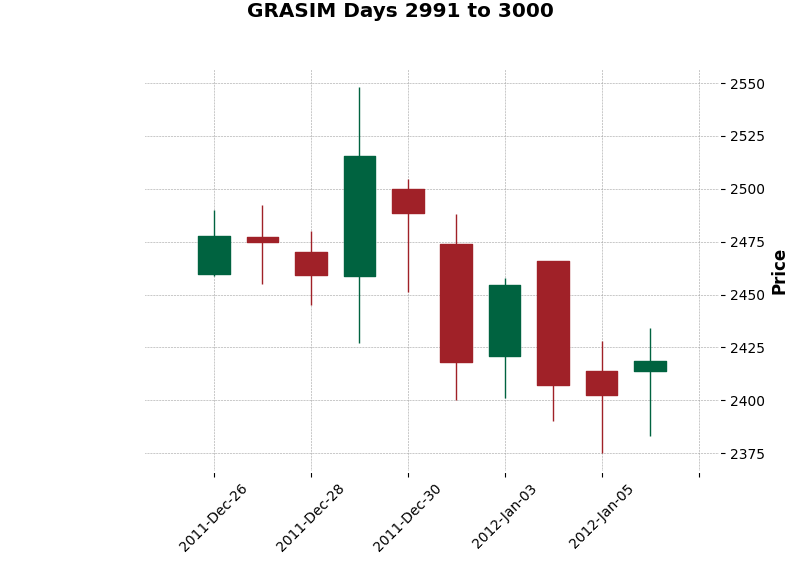 GRASIM Days 2991 to 3000
2550
2525
2500
2475
2450
2425
2400
2375
Price
2011-Dec-26
2011-Dec-28
2011-Dec-30
2012-Jan-03
2012-Jan-05